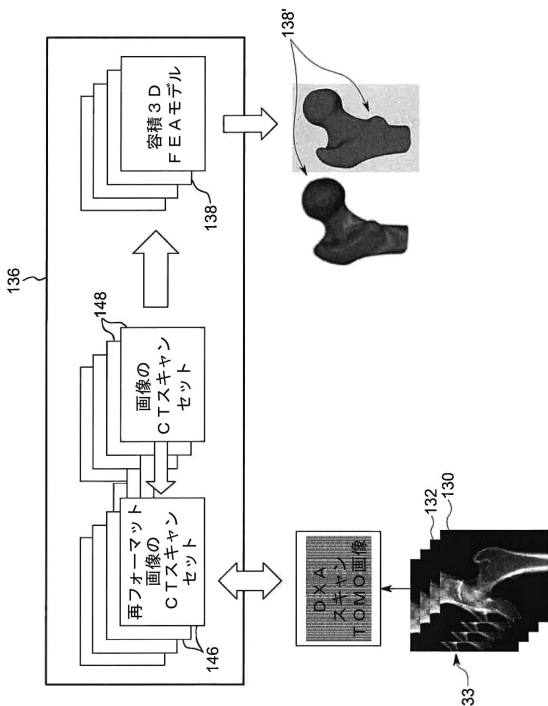 136
再フォーマット
画像の
CTスキャン
セット
146
画像の
CTスキャン
セット
148
容積3D
FEAモデル
138
DXA
スキャン
TOMO画像
132
130
33
138'